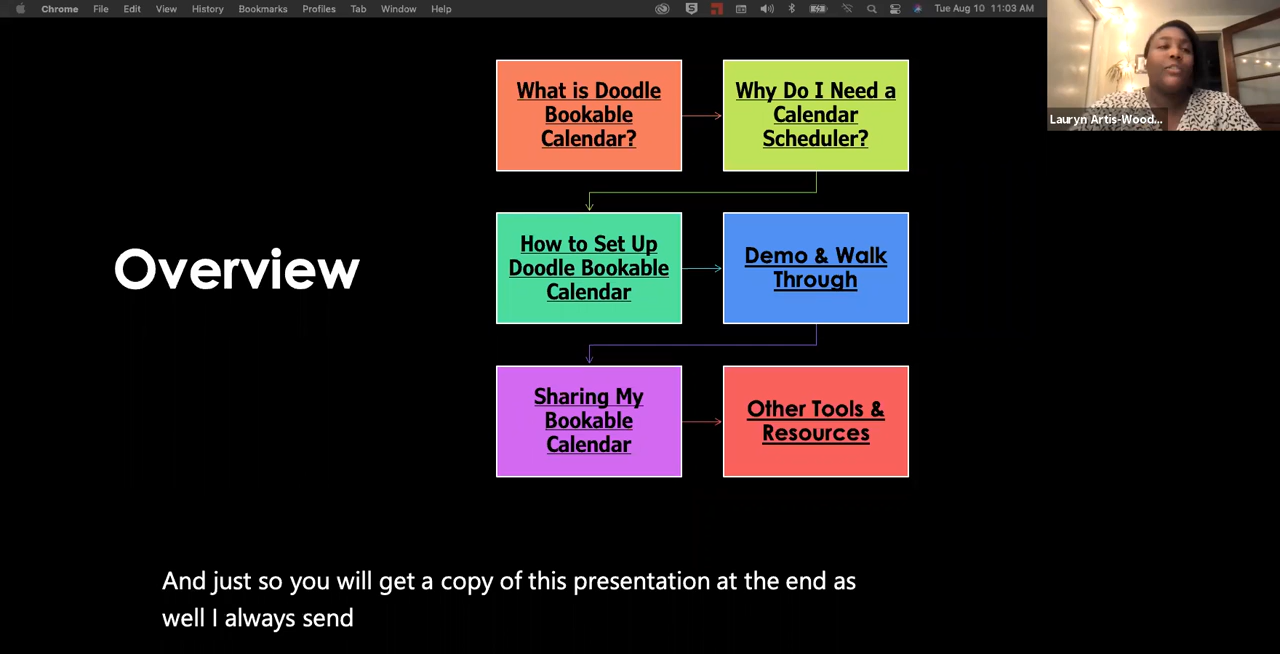 Chrome File Edit View History Bookmarks Profiles Tab Window Help Tue Aug 10 11:03 AM
Lauryn Artis-Wood...
Overview
What is Doodle
Bookable
Calendar?
Why Do I Need a
Calendar
Scheduler?
How to Set Up
Doodle Bookable
Calendar
Demo & Walk
Through
Sharing My
Bookable
Calendar
Other Tools &
Resources
And just so you will get a copy of this presentation at the end as
well I always send